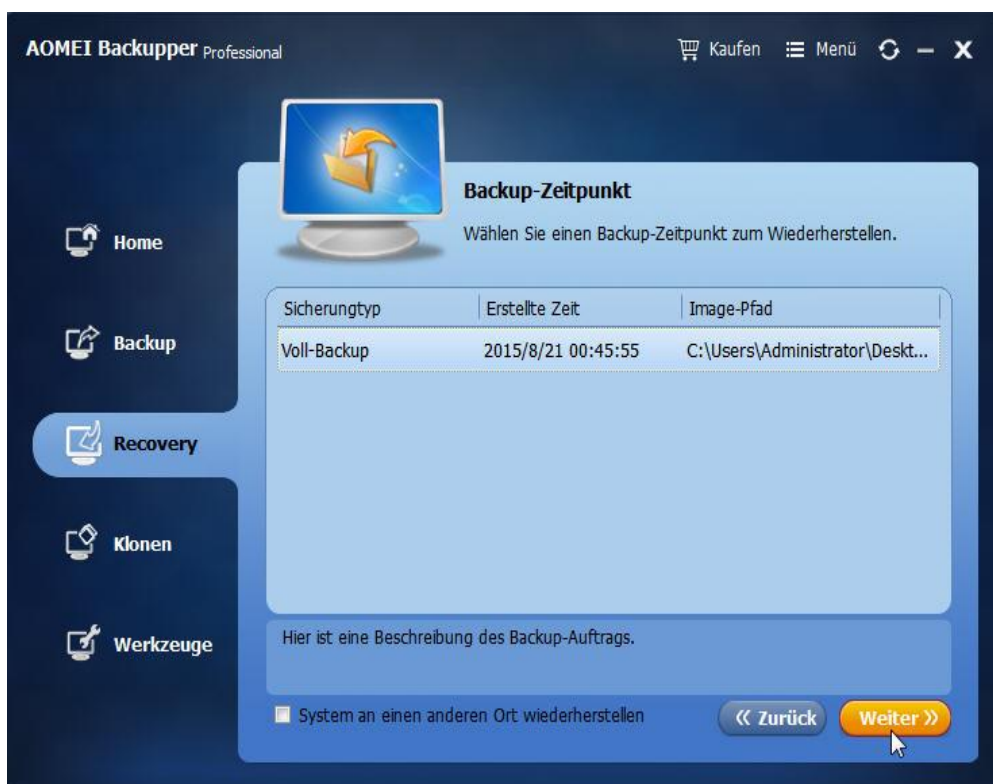 AOMEI Backupper Professional
Kaufen
Menü
Backup-Zeitpunkt
Wählen Sie einen Backup-Zeitpunkt zum Wiederherstellen.
Home
Backup
Recovery
Klonen
Werkzeuge
Sicherungtyp Erstellte Zeit Image-Pfad
Voll-Backup 2015/8/21 00:45:55 C:\Users\Administrator\Deskt...
Hier ist eine Beschreibung des Backup-Auftrags.
System an einen anderen Ort wiederherstellen
Zurück
Weiter